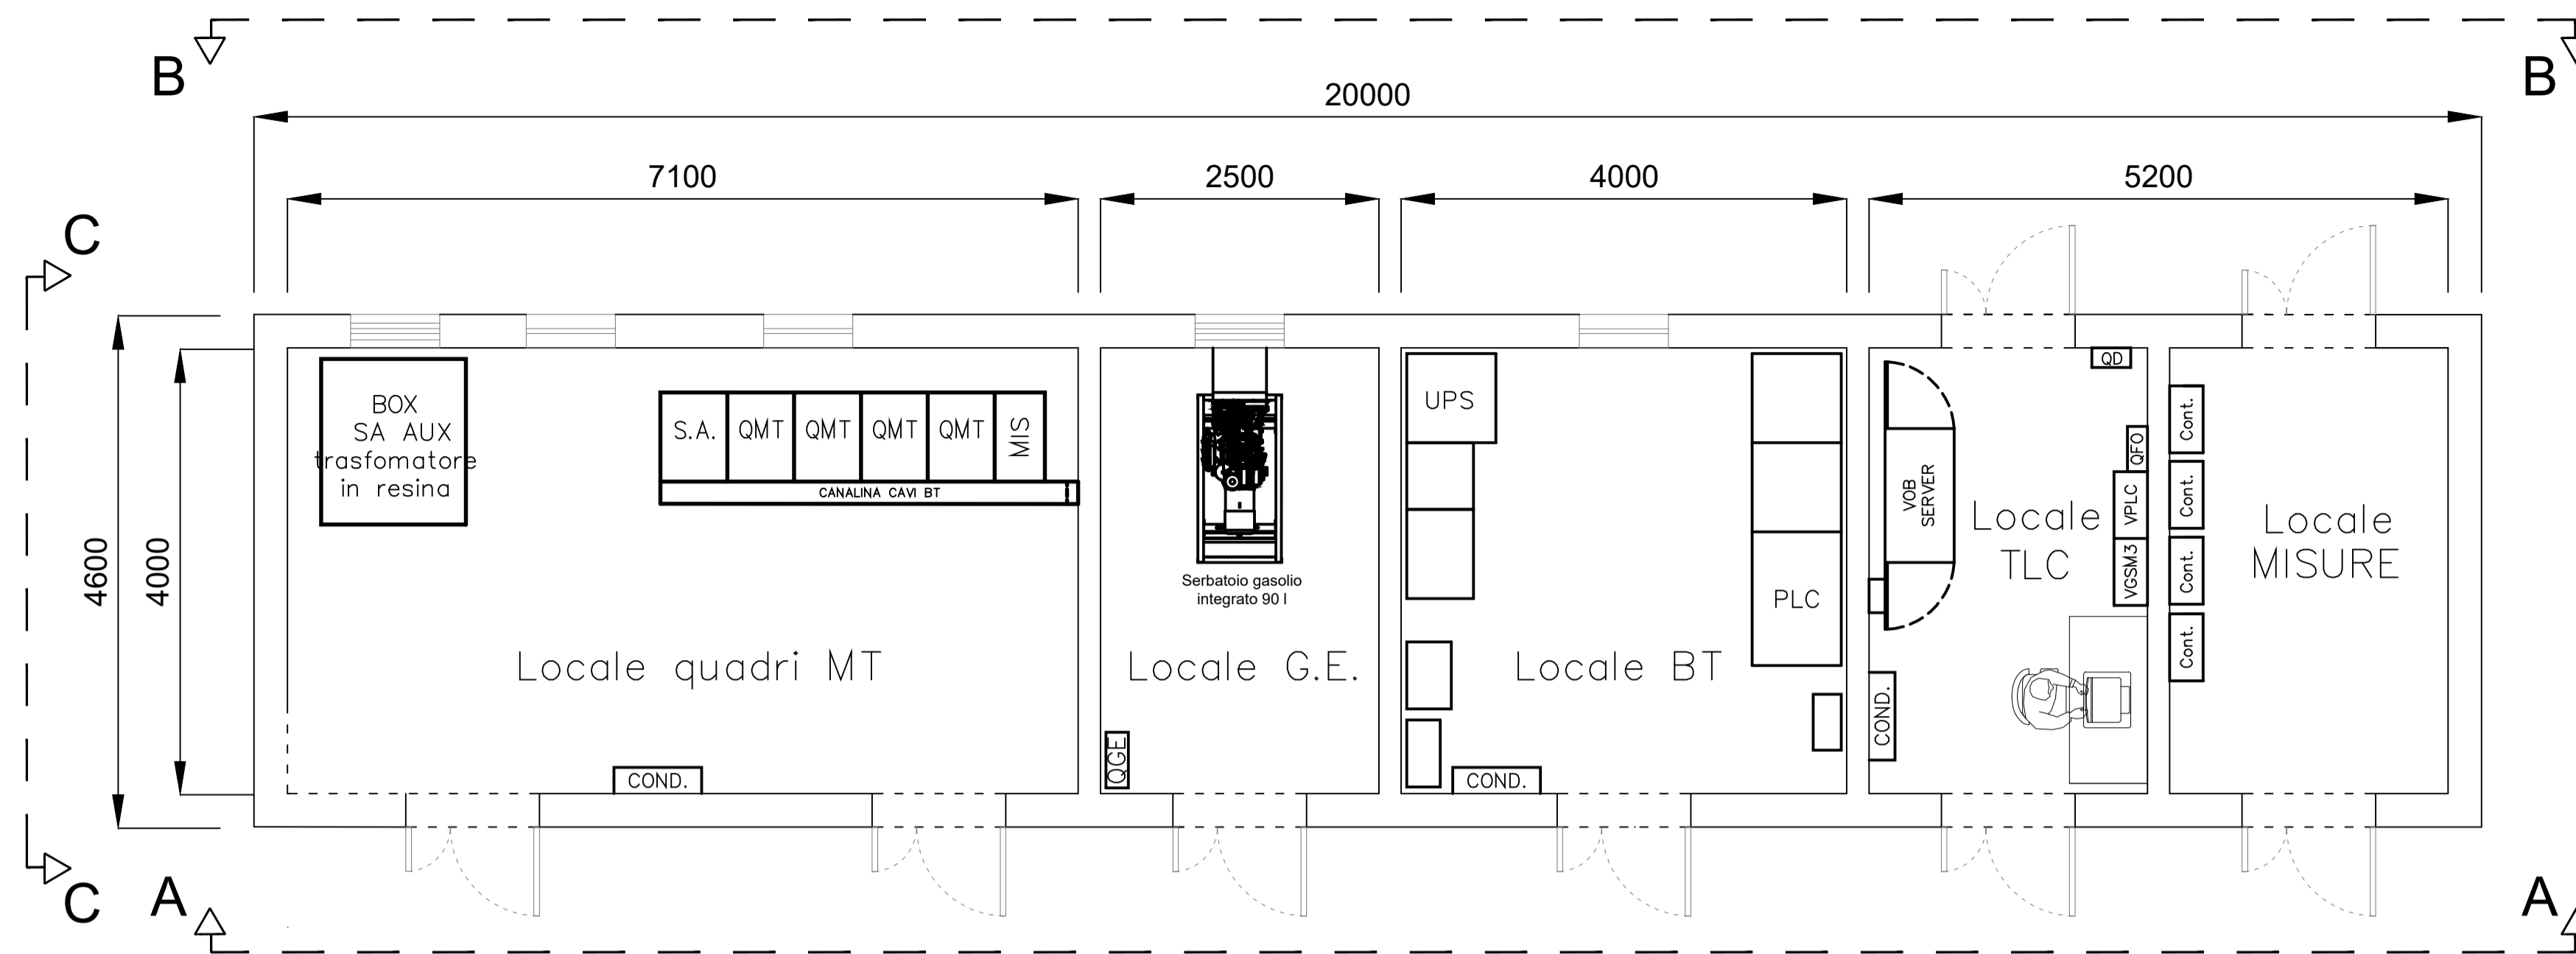 B
B
20000
7100
2500
4000
5200
C
4600
4000
BOX
SA AUX
trasfomatore
in resina
S.A.
QMT
QMT
QMT
QMT
MIS
CANALINA CAVI BT
Locale quadri MT
COND.
Serbatoio gasolio
integrato 90 l
Locale G.E.
QGE
UPS
PLC
Locale BT
COND.
QD
QFO
VOB
SERVER
VPLC
VGSM3
Locale
TLC
COND.
Cont.
Cont.
Cont.
Cont.
Locale
MISURE
C
A
A